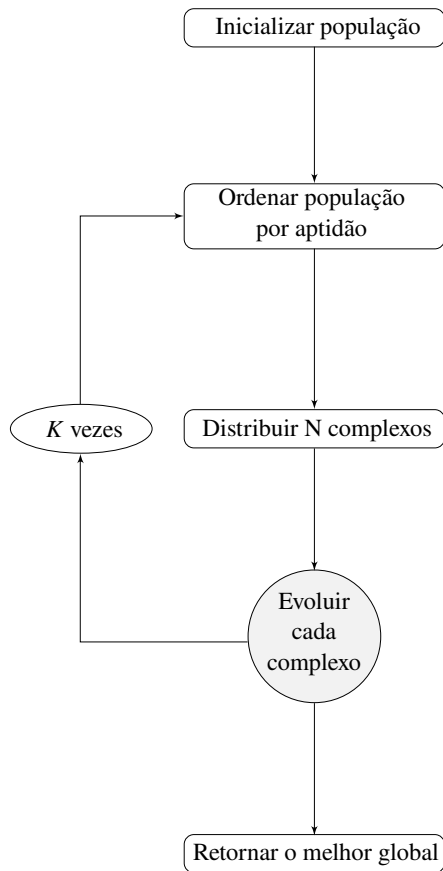 Inicializar população
Ordenar população
por aptidão
K vezes
Distribuir N complexos
Evoluir
cada
complexo
Retornar o melhor global